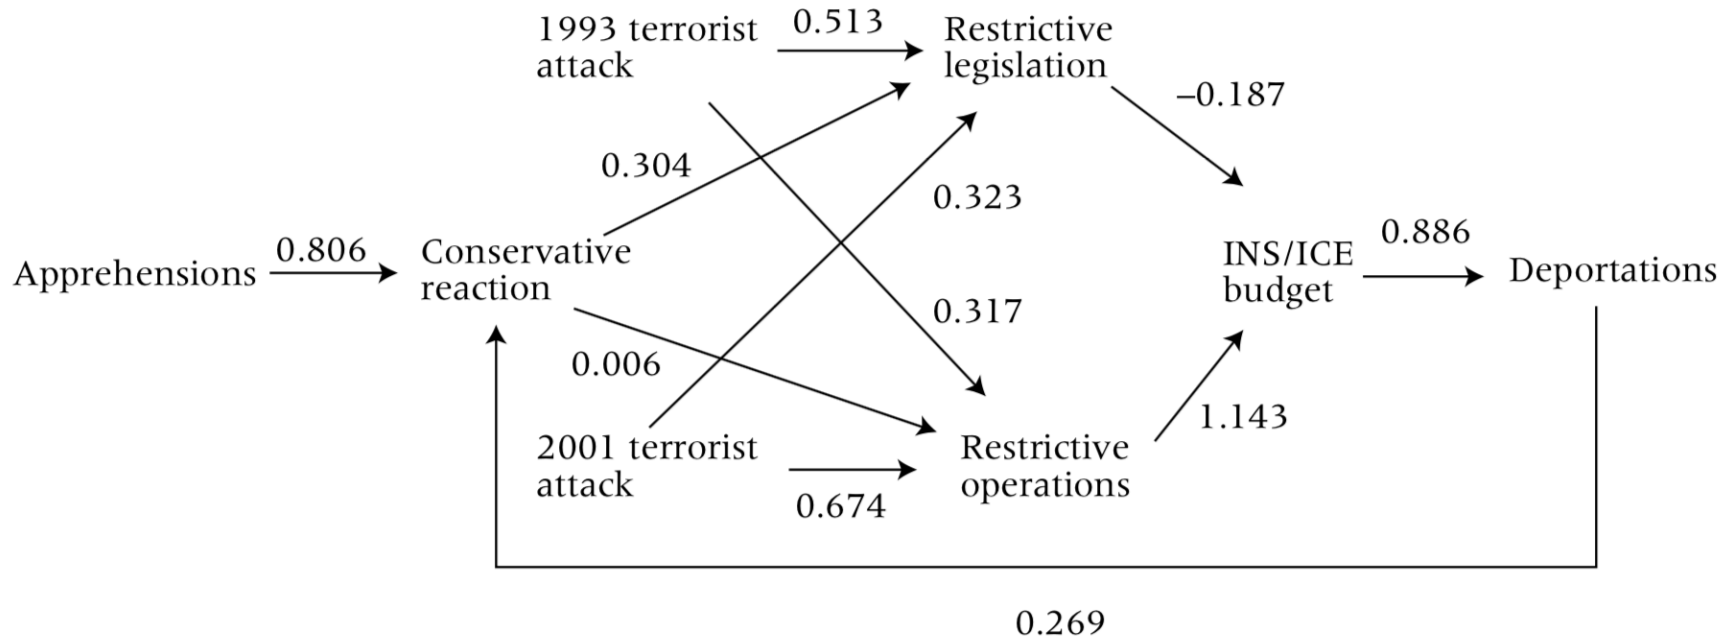 1993 terrorist
attack
0.513
Restrictive
legislation
–0.187
0.304
0.323
Apprehensions
0.806
Conservative
reaction
INS/ICE
budget
0.886
Deportations
0.317
0.006
2001 terrorist
attack
0.674
Restrictive
operations
1.143
0.269